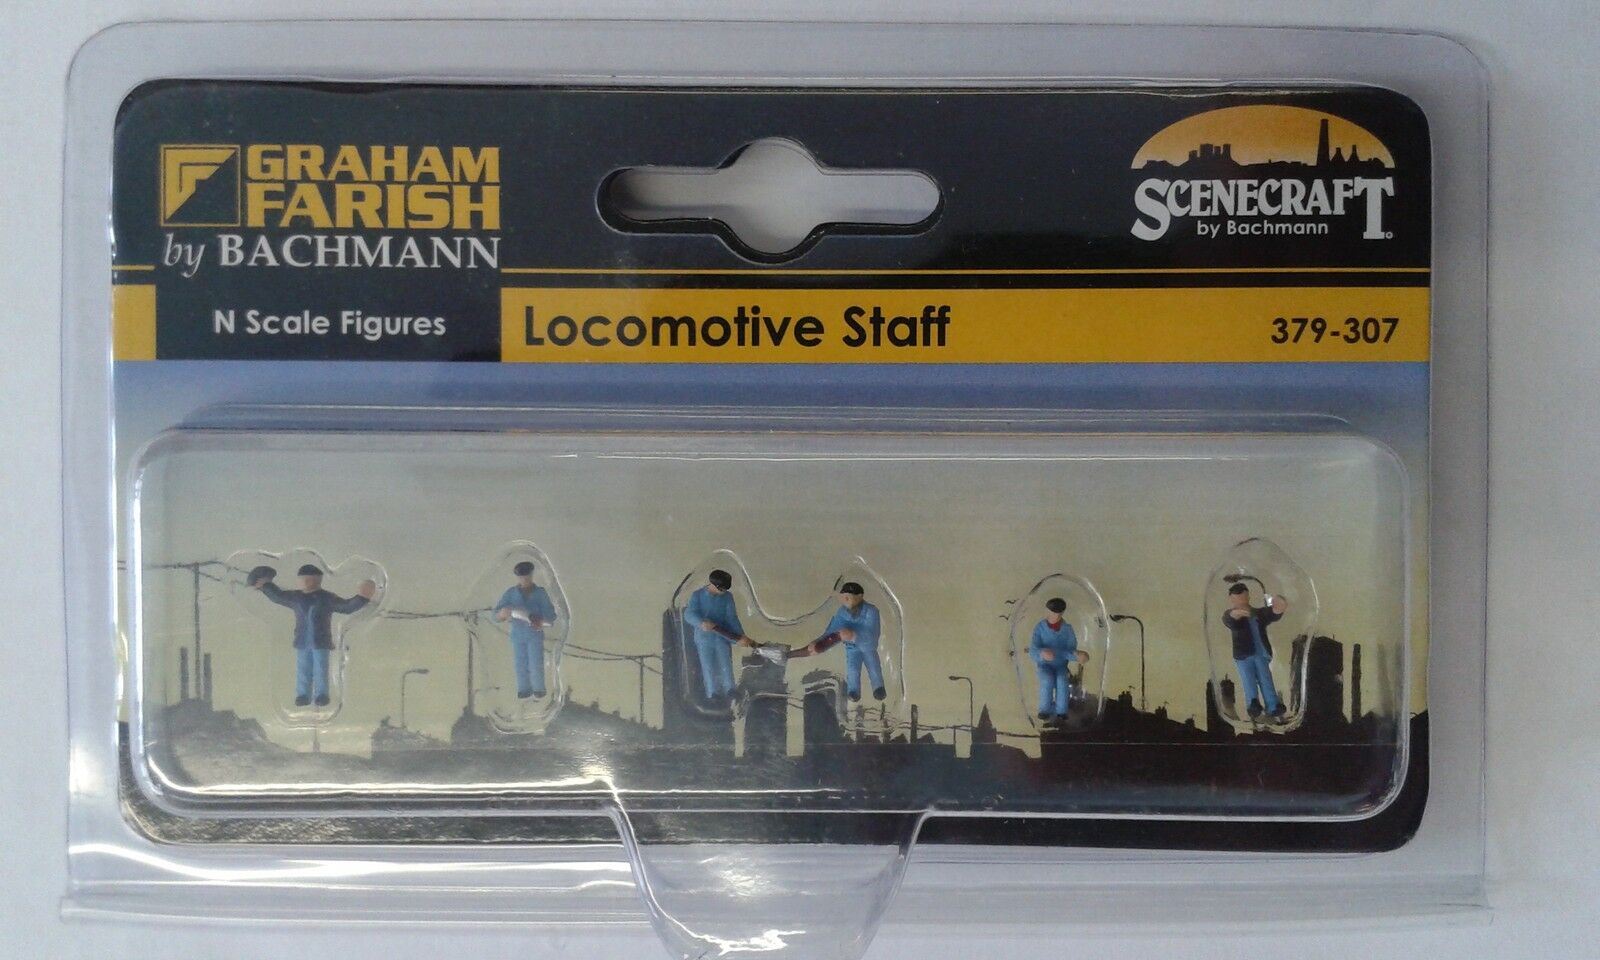 GRAHAM
FARISH
by BACHMANN
SCENECRAFT
by Bachmann
N Scale Figures
Locomotive Staff
379-307